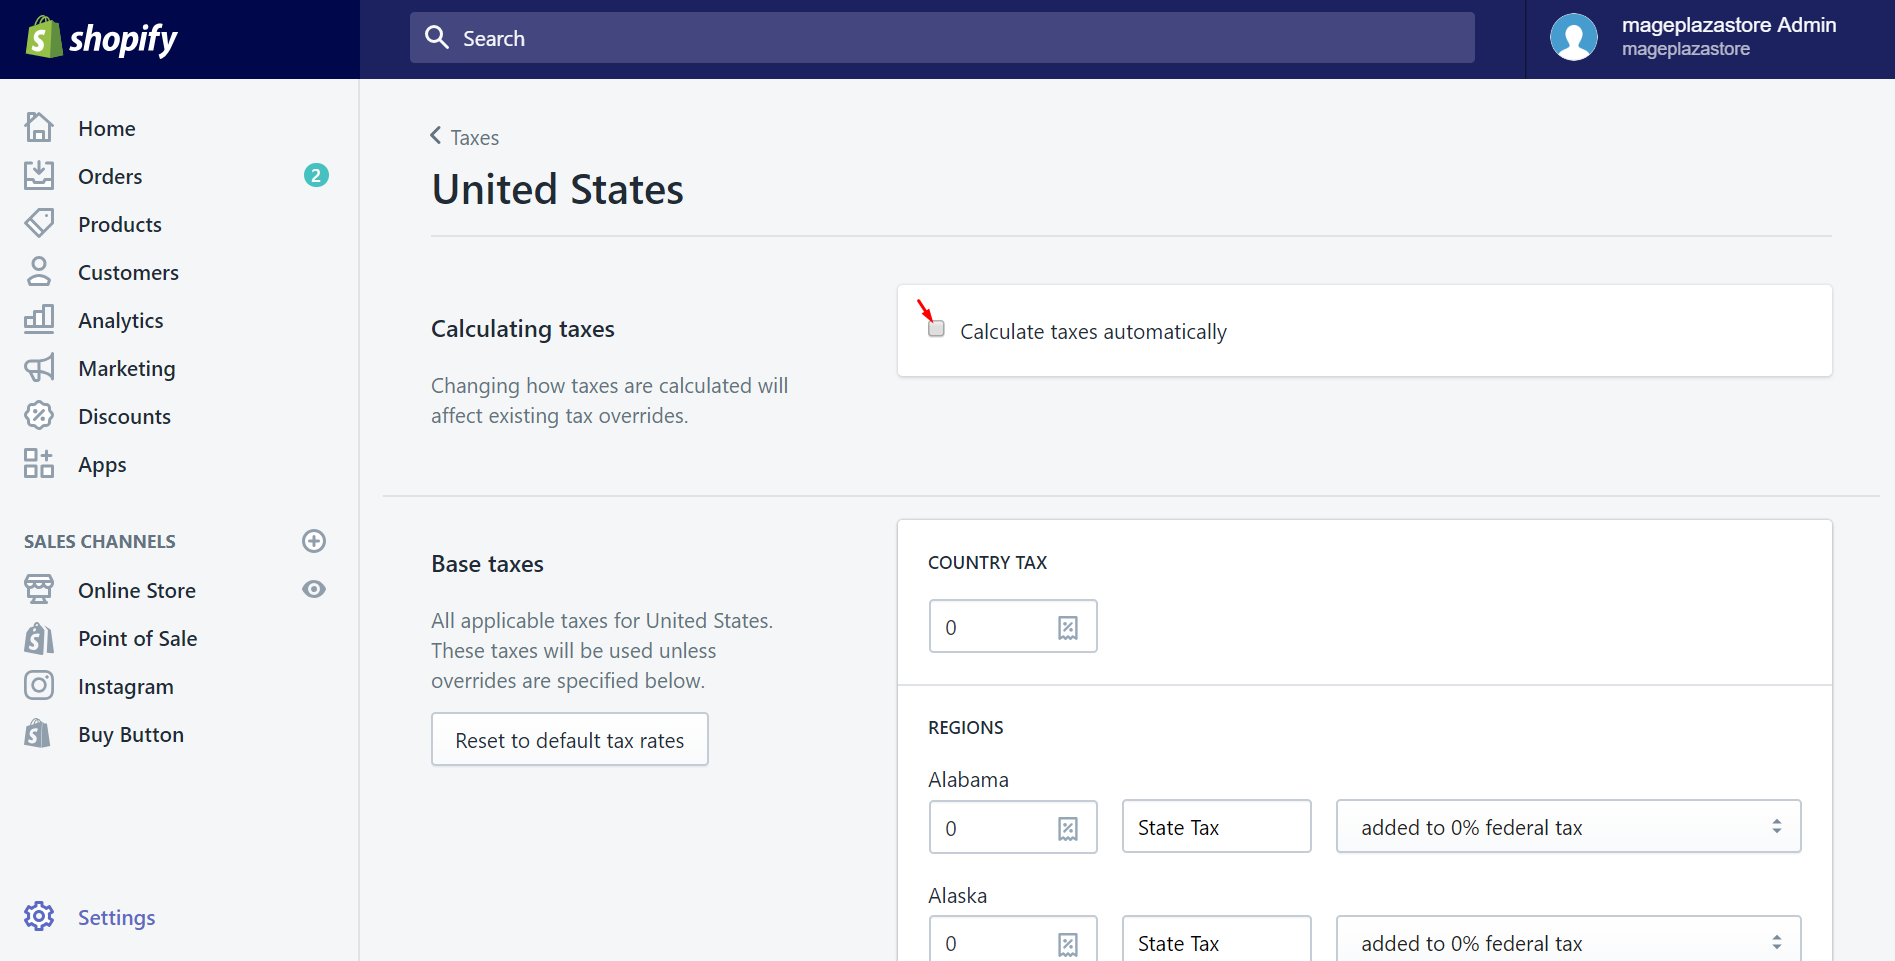 shopify
Search
mageplazastore Admin
mageplazastore
Home
Orders
2
Products
Customers
Analytics
Marketing
Discounts
Apps
SALES CHANNELS
Online Store
Point of Sale
Instagram
Buy Button
Settings
Taxes
United States
Calculating taxes
Changing how taxes are calculated will
affect existing tax overrides.
Calculate taxes automatically
Base taxes
All applicable taxes for United States.
These taxes will be used unless
overrides are specified below.
Reset to default tax rates
COUNTRY TAX
0
REGIONS
Alabama
0 State Tax added to 0% federal tax
Alaska
0 State Tax added to 0% federal tax